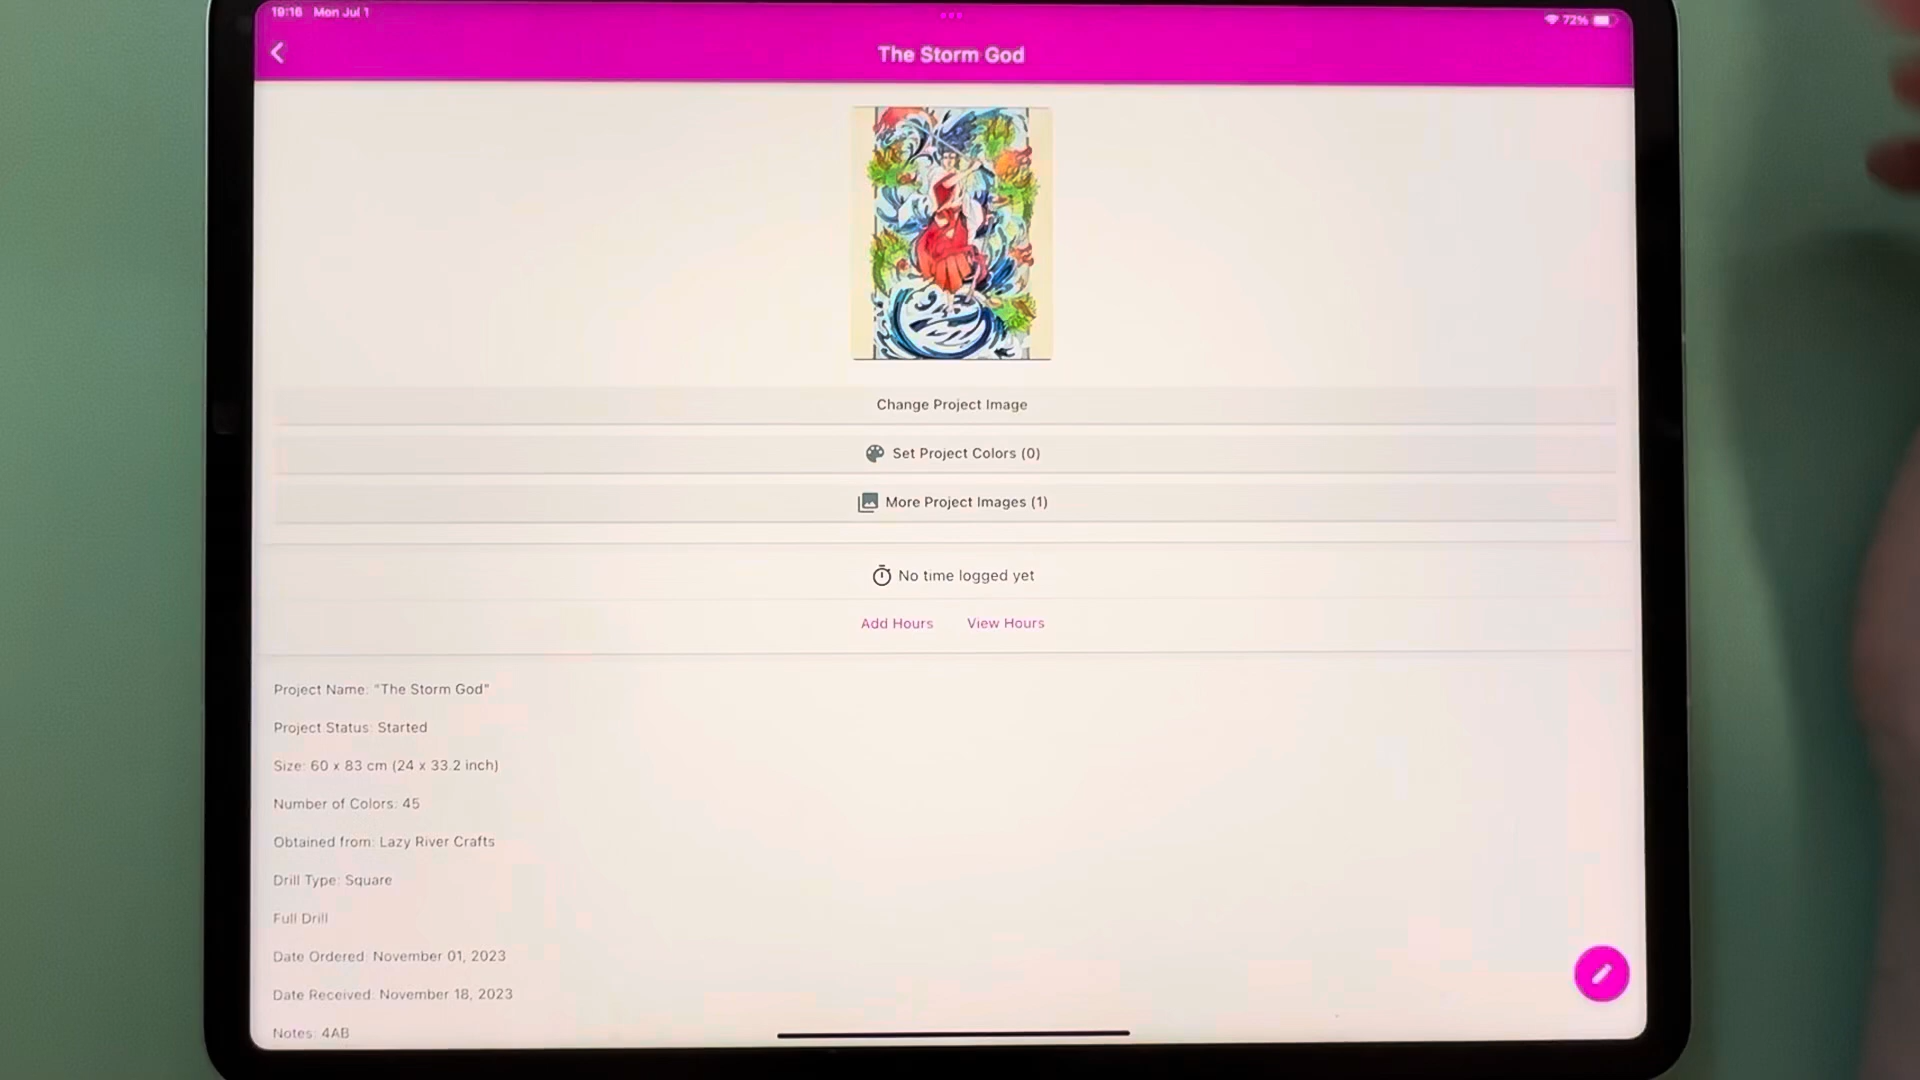 19:16 Mon Jul 1
72%
The Storm God
Change Project Image
Set Project Colors (0)
More Project Images (1)
No time logged yet
Add Hours View Hours
Project Name: "The Storm God"
Project Status: Started
Size: 60 x 83 cm (24 x 33.2 inch)
Number of Colors: 45
Obtained from: Lazy River Crafts
Drill Type: Square
Full Drill
Date Ordered: November 01, 2023
Date Received: November 18, 2023
Notes: 4AB